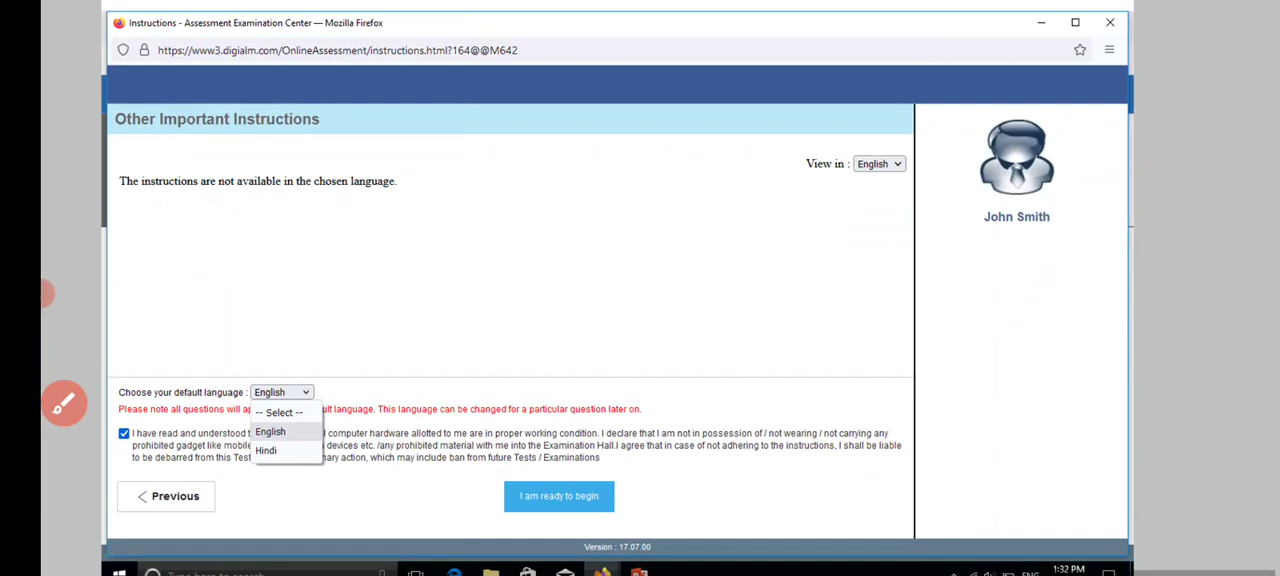 Instructions - Assessment Examination Center — Mozilla Firefox
https://www3.digialm.com/OnlineAssessment/instructions.html?164@@M642
Other Important Instructions
View in : English
The instructions are not available in the chosen language.
John Smith
Choose your default language : English
Please note all questions will ap ult language. This language can be changed for a particular question later on.
-- Select --
English
Hindi
I have read and understood t computer hardware allotted to me are in proper working condition. I declare that I am not in possession of / not wearing / not carrying any
prohibited gadget like mobile devices etc. /any prohibited material with me into the Examination Hall.I agree that in case of not adhering to the instructions, I shall be liable
to be debarred from this Test nary action, which may include ban from future Tests / Examinations
Previous
I am ready to begin
Version : 17.07.00
Type here to search
ENG
1:32 PM